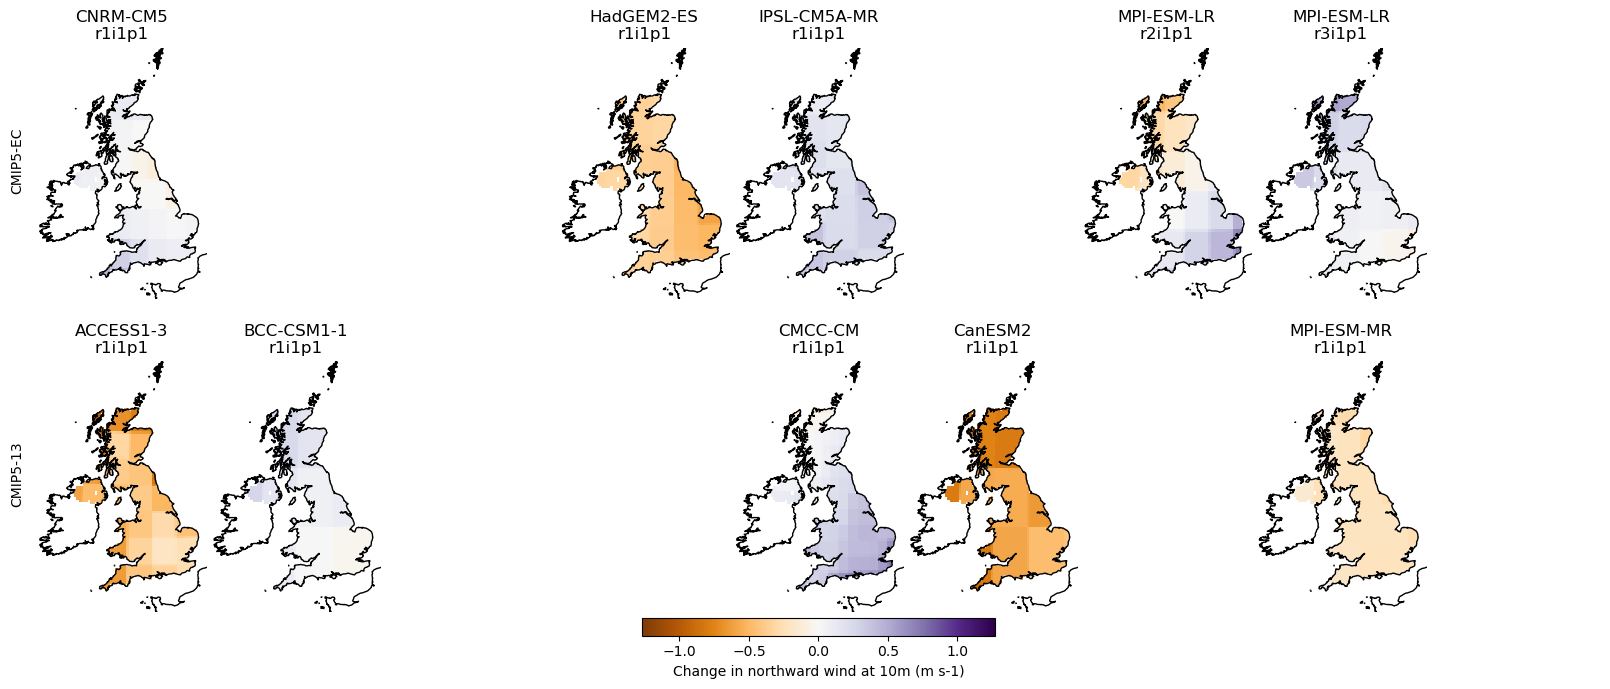 CNRM-CM5
r1i1p1
HadGEM2-ES
r1i1p1
IPSL-CM5A-MR
r1i1p1
MPI-ESM-LR
r2i1p1
MPI-ESM-LR
r3i1p1
CMIP5-EC
ACCESS1-3
r1i1p1
BCC-CSM1-1
r1i1p1
CMCC-CM
r1i1p1
CanESM2
r1i1p1
MPI-ESM-MR
r1i1p1
CMIP5-13
−1.0 −0.5 0.0 0.5 1.0
Change in northward wind at 10m (m s-1)